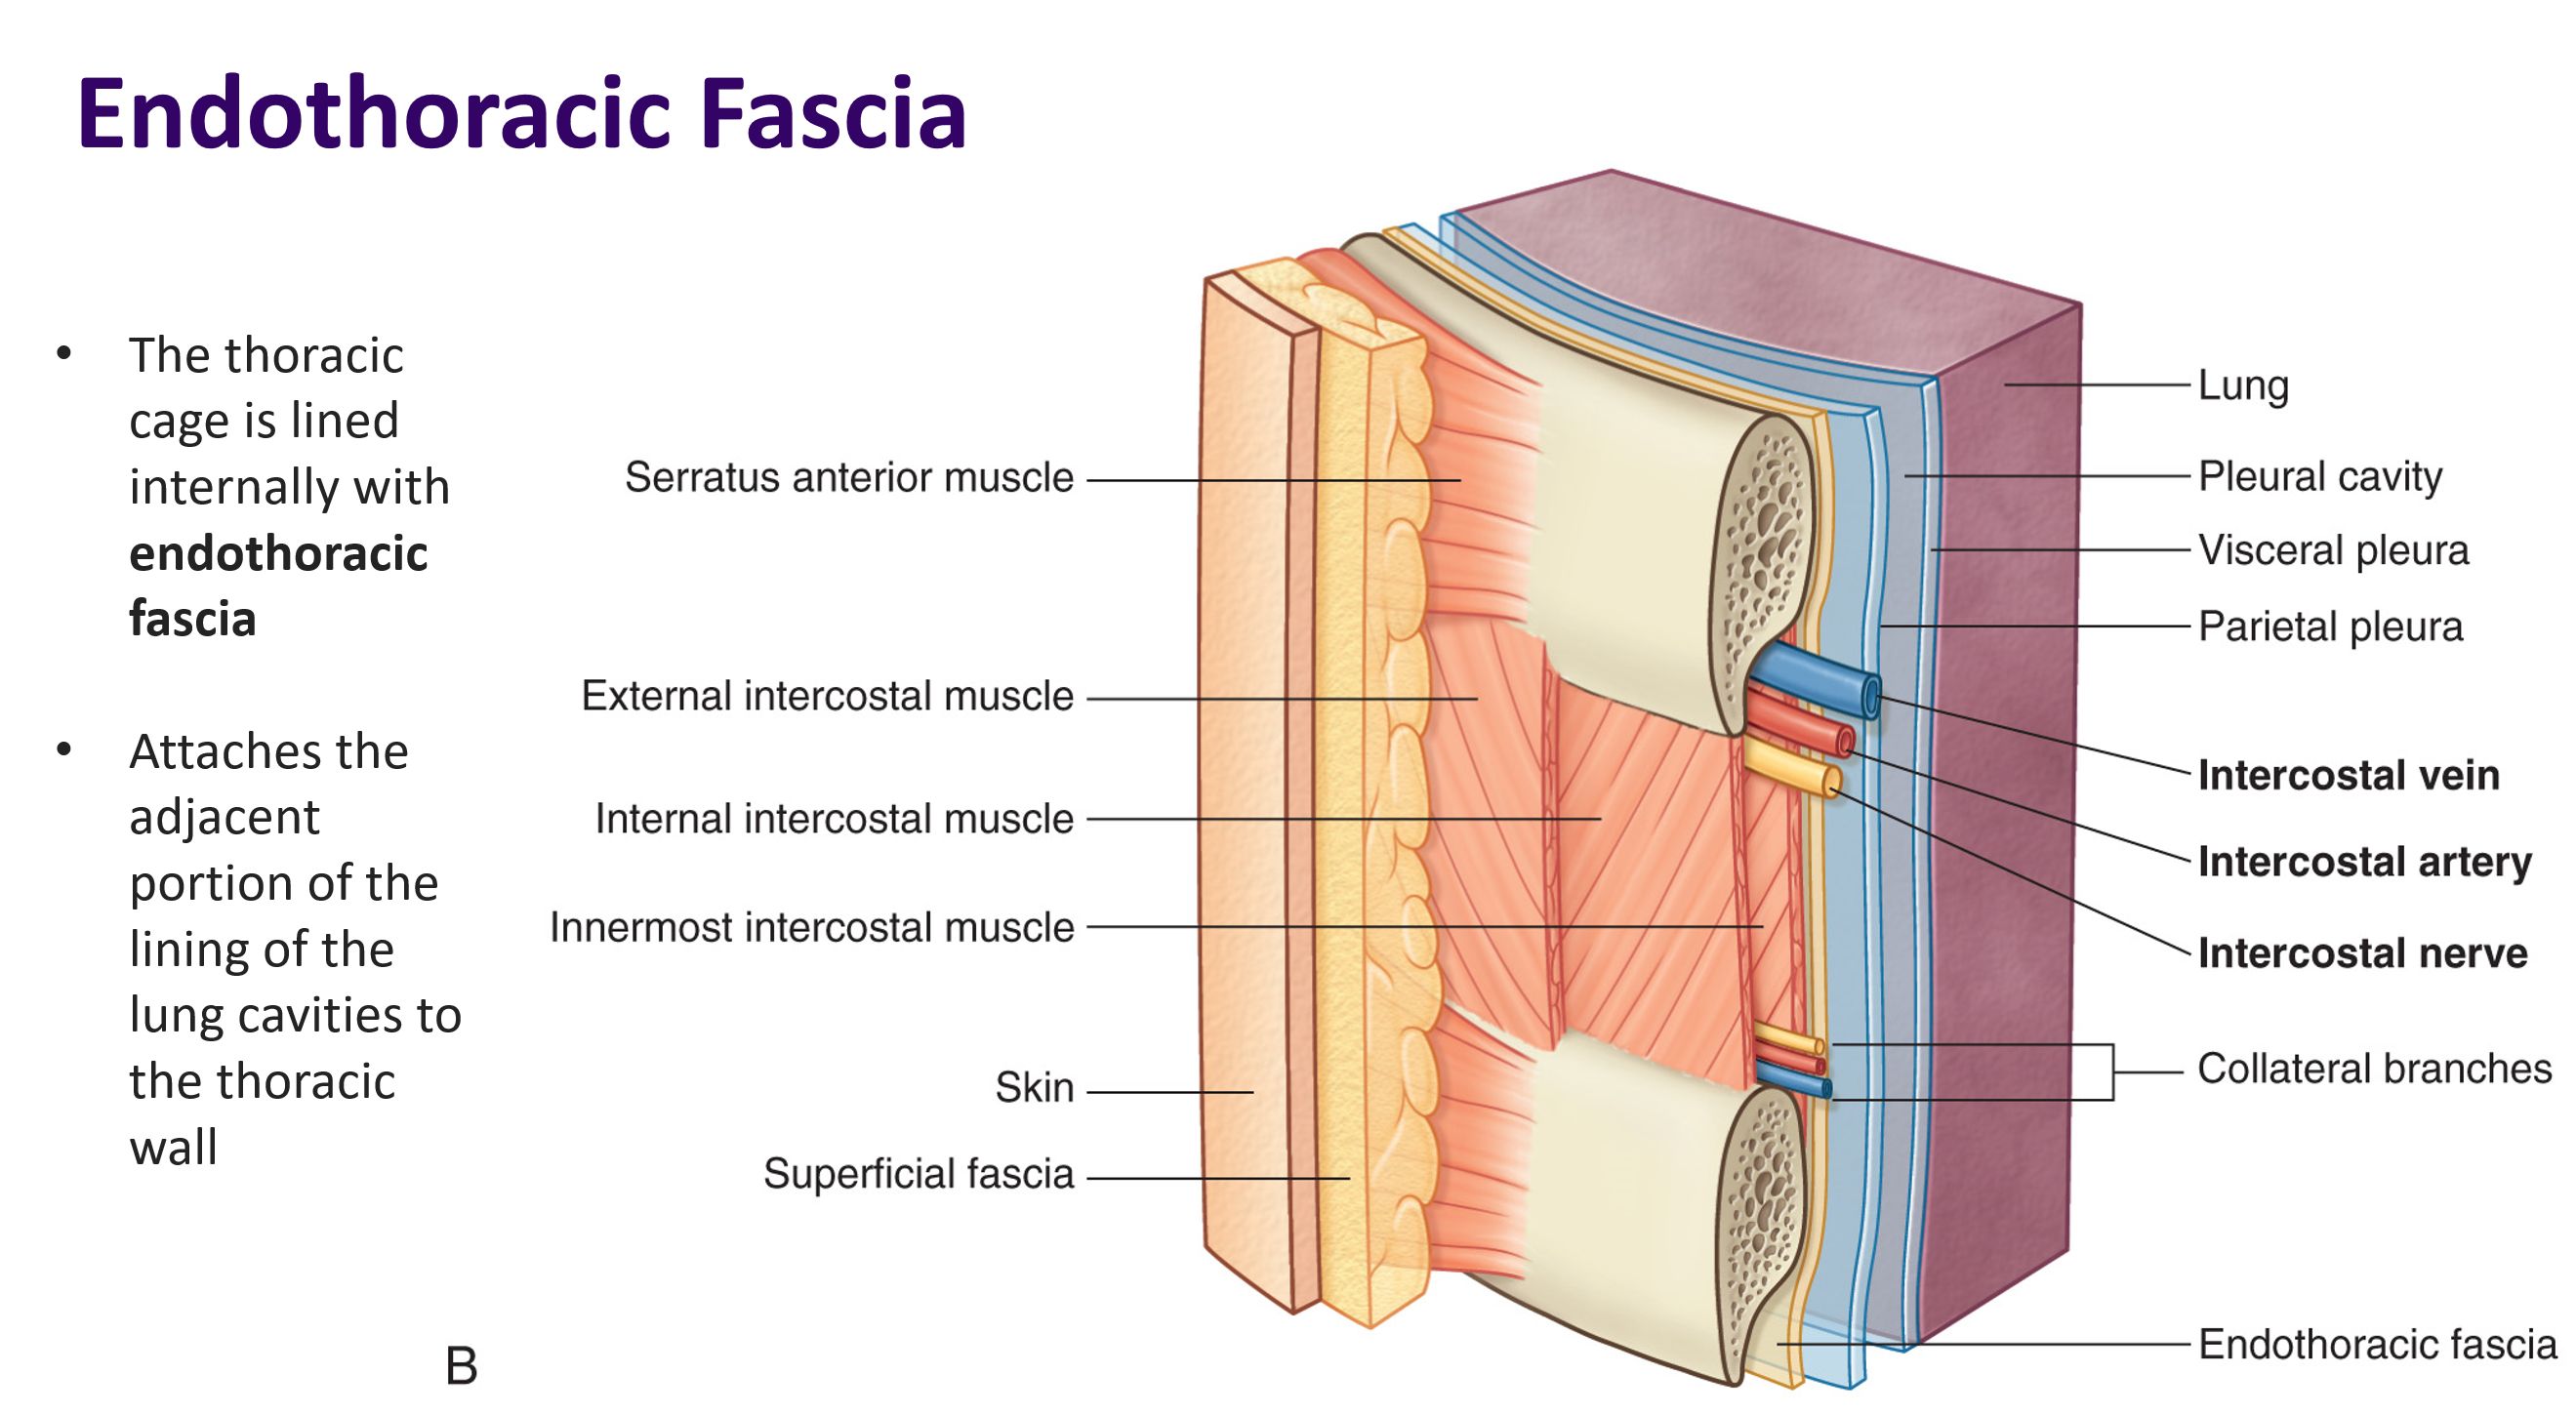 Endothoracic Fascia
• The thoracic
cage is lined
internally with
endothoracic
fascia
• Attaches the
adjacent
portion of the
lining of the
lung cavities to
the thoracic
wall
Serratus anterior muscle
External intercostal muscle
Internal intercostal muscle
Innermost intercostal muscle
Skin
Superficial fascia
B
Lung
Pleural cavity
Visceral pleura
Parietal pleura
Intercostal vein
Intercostal artery
Intercostal nerve
Collateral branches
Endothoracic fascia